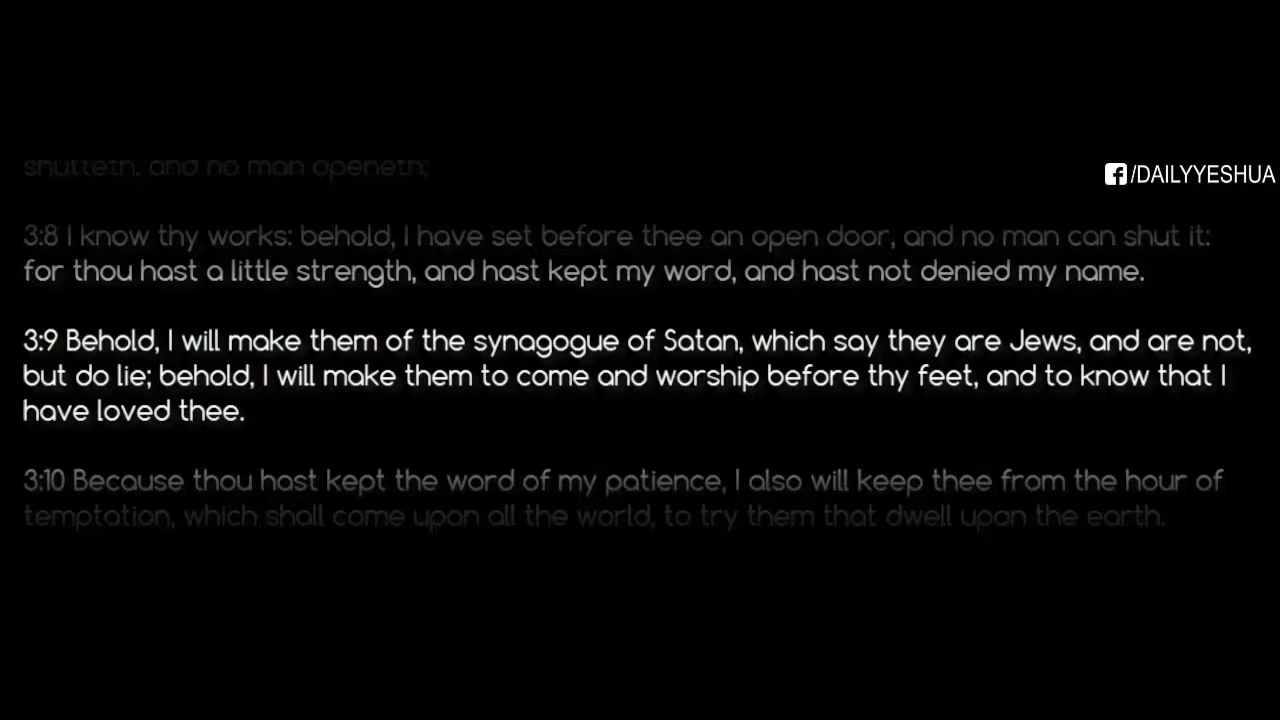 shutteth, and no man openeth;
/DAILYYESHUA
3:8 I know thy works: behold, I have set before thee an open door, and no man can shut it:
for thou hast a little strength, and hast kept my word, and hast not denied my name.
3:9 Behold, I will make them of the synagogue of Satan, which say they are Jews, and are not,
but do lie; behold, I will make them to come and worship before thy feet, and to know that I
have loved thee.
3:10 Because thou hast kept the word of my patience, I also will keep thee from the hour of
temptation, which shall come upon all the world, to try them that dwell upon the earth.